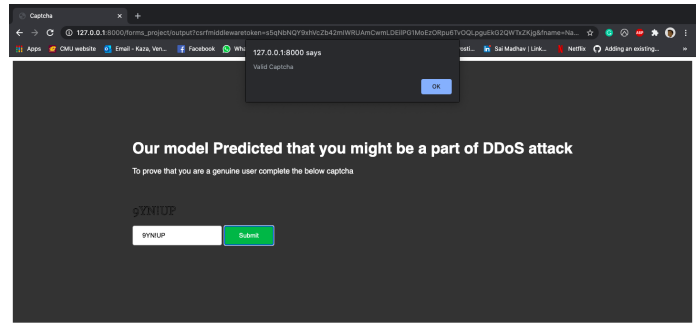 Captcha
127.0.0.1:8000/forms_project/output?csrfmiddlewaretoken=s5qNbNQY9xhVcZb42mIWRUAmCwmLDEilPG1MoEzORpu6TvOQLpguEkG2QWTxZKjg&fname=Na...
Apps CMU website Email – Kaza, Ven... Facebook Wha osti... Sai Madhav | Link... Netflix Adding an existing... »
127.0.0.1:8000 says
Valid Captcha
OK
Our model Predicted that you might be a part of DDoS attack
To prove that you are a genuine user complete the below captcha
9YNIUP
9YNIUP Submit